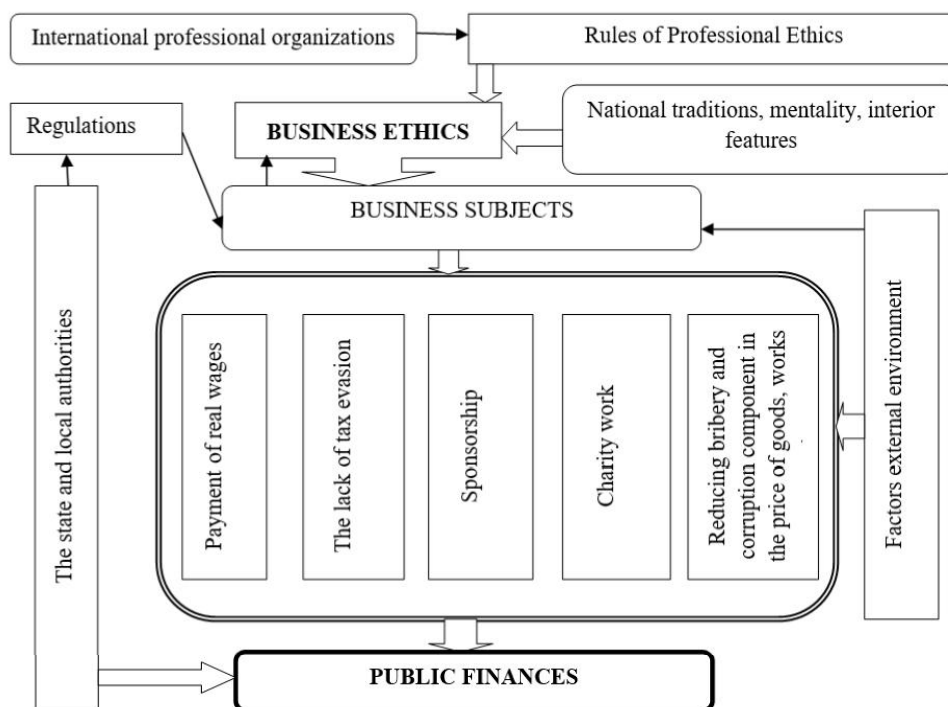 International professional organizations
Rules of Professional Ethics
Regulations
BUSINESS ETHICS
National traditions, mentality, interior
features
BUSINESS SUBJECTS
The state and local authorities
Payment of real wages
The lack of tax evasion
Sponsorship
Charity work
Reducing bribery and
corruption component in
the price of goods, works
Factors external environment
PUBLIC FINANCES